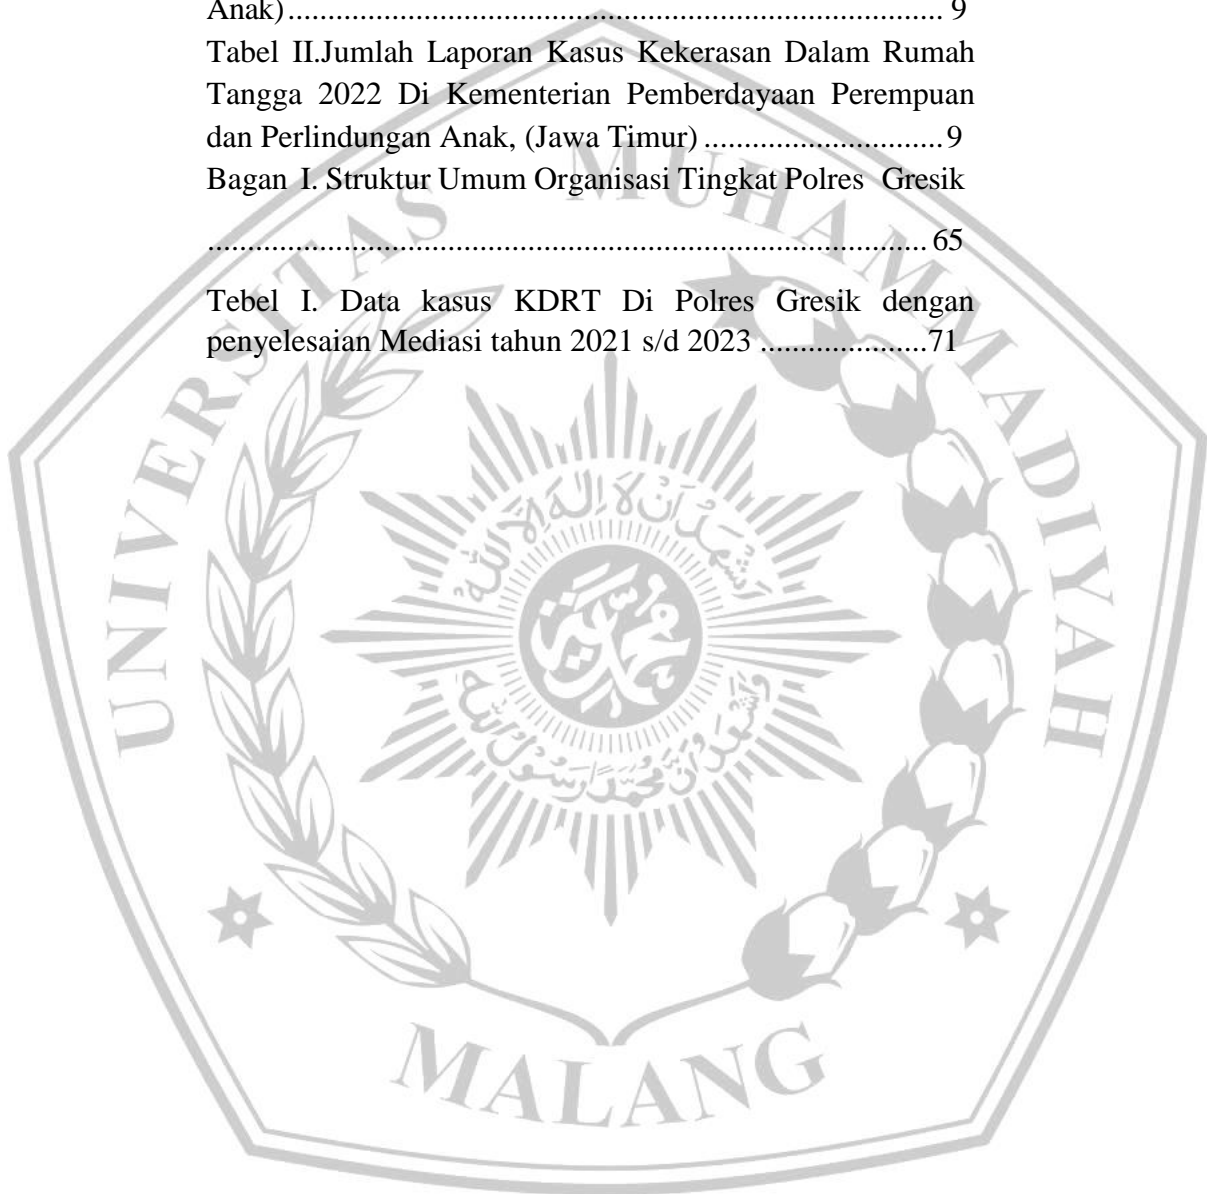 Anak)................................................................................... 9
Tabel II.Jumlah Laporan Kasus Kekerasan Dalam Rumah
Tangga 2022 Di Kementerian Pemberdayaan Perempuan
dan Perlindungan Anak, (Jawa Timur) ..............................9
Bagan I. Struktur Umum Organisasi Tingkat Polres Gresik
........................................................................................... 65
Tebel I. Data kasus KDRT Di Polres Gresik dengan
penyelesaian Mediasi tahun 2021 s/d 2023 .....................71
UNIVERSITAS MUHAMMADIYAH
MALANG